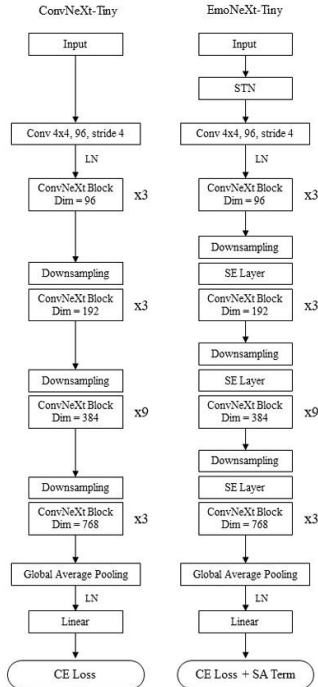 ConvNeXt-Tiny
Input
Conv 4x4, 96, stride 4
LN
ConvNeXt Block
Dim = 96
x3
Downsampling
ConvNeXt Block
Dim = 192
x3
Downsampling
ConvNeXt Block
Dim = 384
x9
Downsampling
ConvNeXt Block
Dim = 768
x3
Global Average Pooling
LN
Linear
CE Loss
EmoNeXt-Tiny
Input
STN
Conv 4x4, 96, stride 4
LN
ConvNeXt Block
Dim = 96
x3
Downsampling
SE Layer
ConvNeXt Block
Dim = 192
x3
Downsampling
SE Layer
ConvNeXt Block
Dim = 384
x9
Downsampling
SE Layer
ConvNeXt Block
Dim = 768
x3
Global Average Pooling
LN
Linear
CE Loss + SA Term